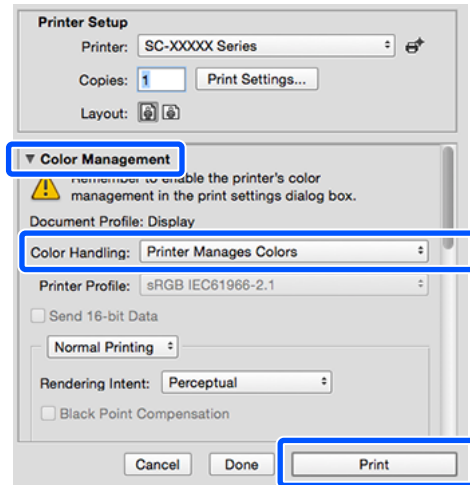 Printer Setup
Printer: SC-XXXXX Series
Copies: 1 Print Settings...
Layout:
Color Management
Remember to enable the printer's color
management in the print settings dialog box.
Document Profile: Display
Color Handling: Printer Manages Colors
Printer Profile: sRGB IEC61966-2.1
Send 16-bit Data
Normal Printing
Rendering Intent: Perceptual
Black Point Compensation
Cancel Done Print